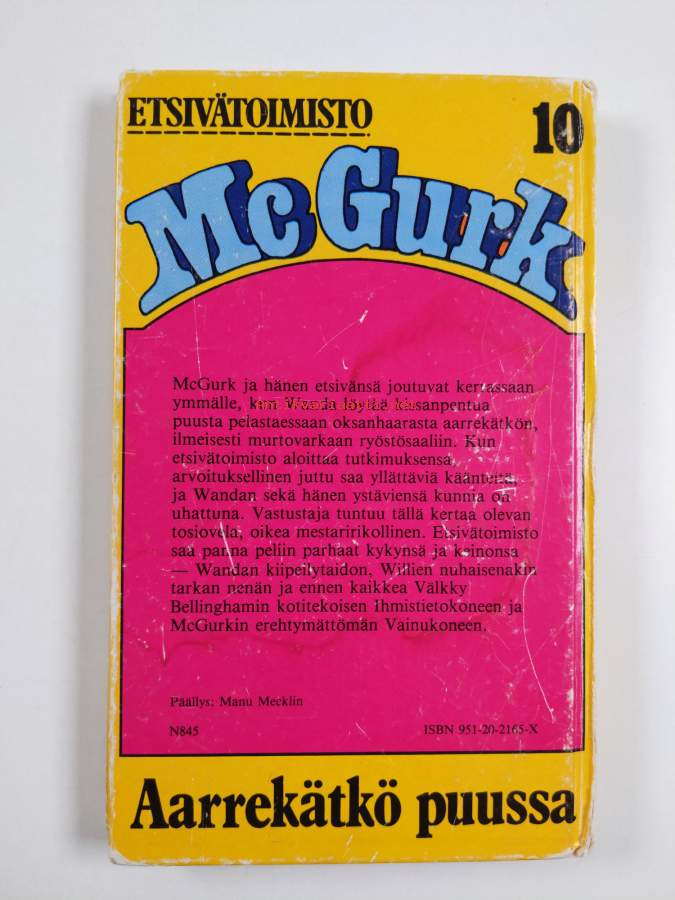 ETSIVÄTOIMISTO
10
McGurk
McGurk ja hänen etsivänsä joutuvat kerrassaan
ymmälle, kun Wanda löytää kissanpentua
puusta pelastaessaan oksanhaarasta aarrekätkön,
ilmeisesti murtovarkaan ryöstösaaliin. Kun
etsivätoimisto aloittaa tutkimuksensa,
arvoituksellinen juttu saa yllättäviä käänteitä,
ja Wandan sekä hänen ystäviensä kunnia on
uhattuna. Vastustaja tuntuu tällä kertaa olevan
tosiovela, oikea mestaririkollinen. Etsivätoimisto
saa panna peliin parhaat kykynsä ja keinonsa
— Wandan kiipeilytaidon, Willien nuhaisenakin
tarkan nenän ja ennen kaikkea Välkky
Bellinghamin kotitekoisen Ihmistietokoneen ja
McGurkin erehtymättömän Vainukoneen.
Päällys: Manu Mecklin
N845
ISBN 951-20-2165-X
Aarrekätkö puussa